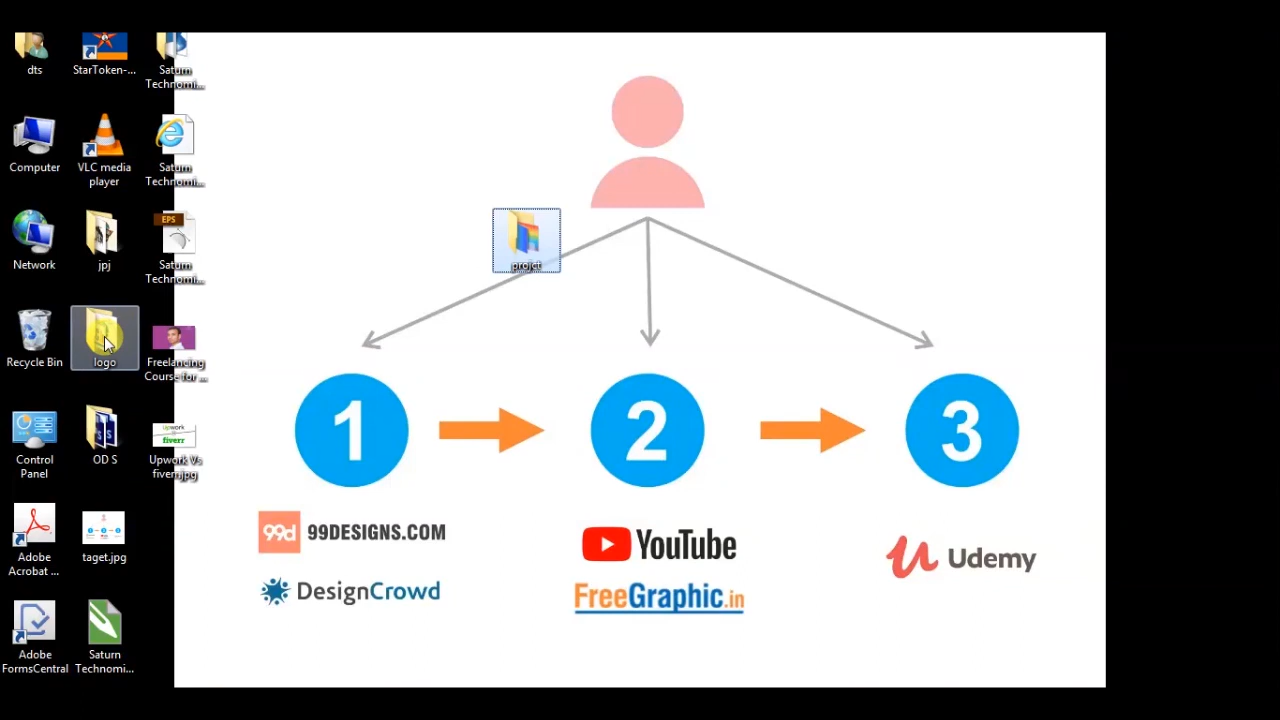 dts
StarToken-...
Saturn
Technomi...
Computer
VLC media
player
Saturn
Technomi...
Network
jpj
EPS
Saturn
Technomi...
projct
Recycle Bin
logo
Freelancing
Course for ...
Control
Panel
OD S
Upwork
fiverr
Upwork Vs
fiverr.jpg
Adobe
Acrobat ...
taget.jpg
Adobe
FormsCentral
Saturn
Technomi...
1
2
3
99d 99DESIGNS.COM
DesignCrowd
YouTube
FreeGraphic.in
Udemy